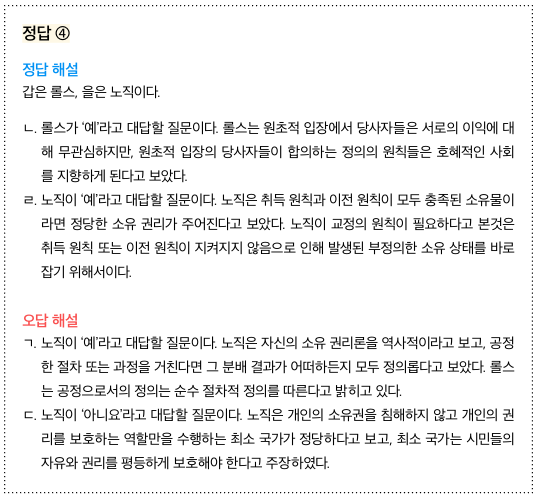 정답 ④
정답 해설
갑은 롤스, 을은 노직이다.
ㄴ. 롤스가 ‘예’라고 대답할 질문이다. 롤스는 원초적 입장에서 당사자들은 서로의 이익에 대
해 무관심하지만, 원초적 입장의 당사자들이 합의하는 정의의 원칙들은 호혜적인 사회
를 지향하게 된다고 보았다.
ㄹ. 노직이 ‘예’라고 대답할 질문이다. 노직은 취득 원칙과 이전 원칙이 모두 충족된 소유물이
라면 정당한 소유 권리가 주어진다고 보았다. 노직이 교정의 원칙이 필요하다고 본것은
취득 원칙 또는 이전 원칙이 지켜지지 않음으로 인해 발생된 부정의한 소유 상태를 바로
잡기 위해서이다.
오답 해설
ㄱ. 노직이 ‘예’라고 대답할 질문이다. 노직은 자신의 소유 권리론을 역사적이라고 보고, 공정
한 절차 또는 과정을 거친다면 그 분배 결과가 어떠하든지 모두 정의롭다고 보았다. 롤스
는 공정으로서의 정의는 순수 절차적 정의를 따른다고 밝히고 있다.
ㄷ. 노직이 ‘아니요’라고 대답할 질문이다. 노직은 개인의 소유권을 침해하지 않고 개인의 권
리를 보호하는 역할만을 수행하는 최소 국가가 정당하다고 보고, 최소 국가는 시민들의
자유와 권리를 평등하게 보호해야 한다고 주장하였다.